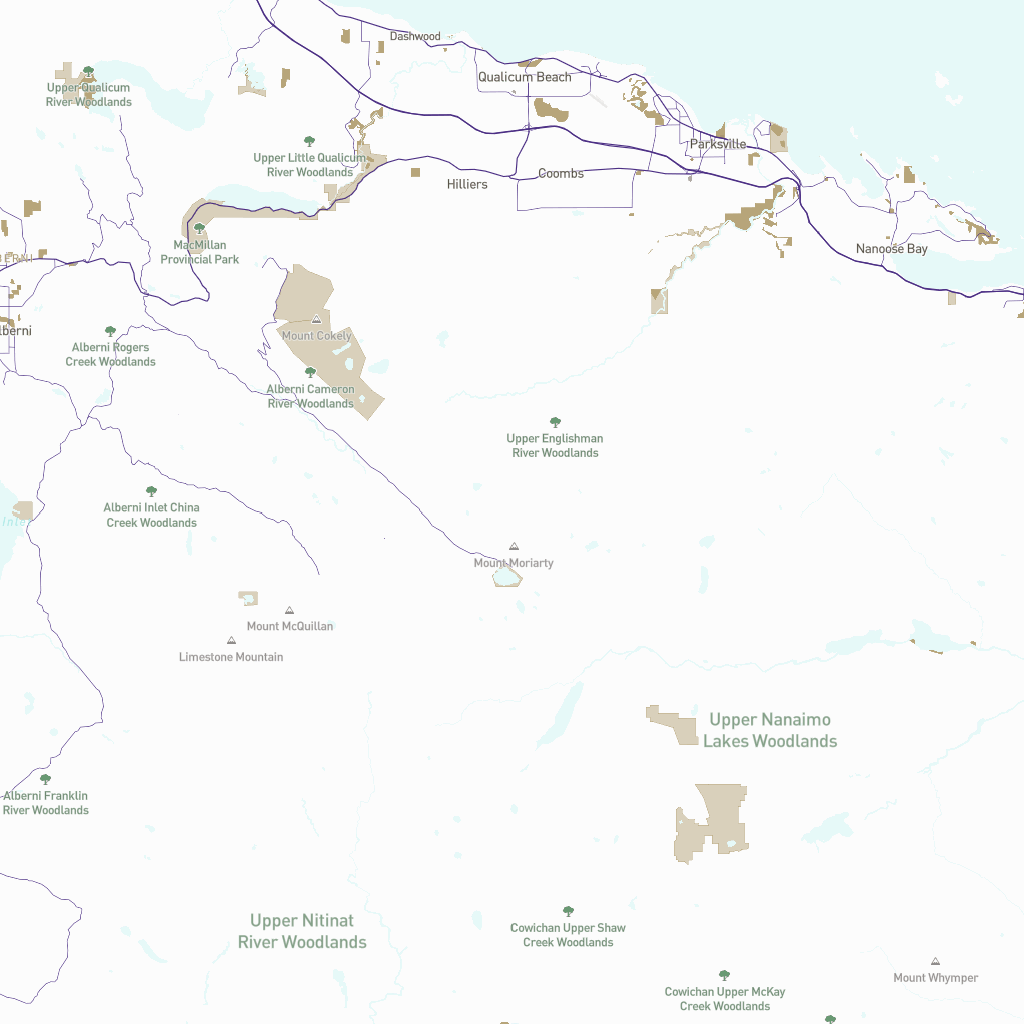 Dashwood
Qualicum Beach
Upper Qualicum
River Woodlands
Parksville
Upper Little Qualicum
River Woodlands
Coombs
Hilliers
MacMillan
Provincial Park
Nanoose Bay
BERNI
lberni
Mount Cokely
Alberni Rogers
Creek Woodlands
Alberni Cameron
River Woodlands
Upper Englishman
River Woodlands
Alberni Inlet China
Creek Woodlands
Inlet
Mount Moriarty
Mount McQuillan
Limestone Mountain
Upper Nanaimo
Lakes Woodlands
Alberni Franklin
River Woodlands
Upper Nitinat
River Woodlands
Cowichan Upper Shaw
Creek Woodlands
Mount Whymper
Cowichan Upper McKay
Creek Woodlands